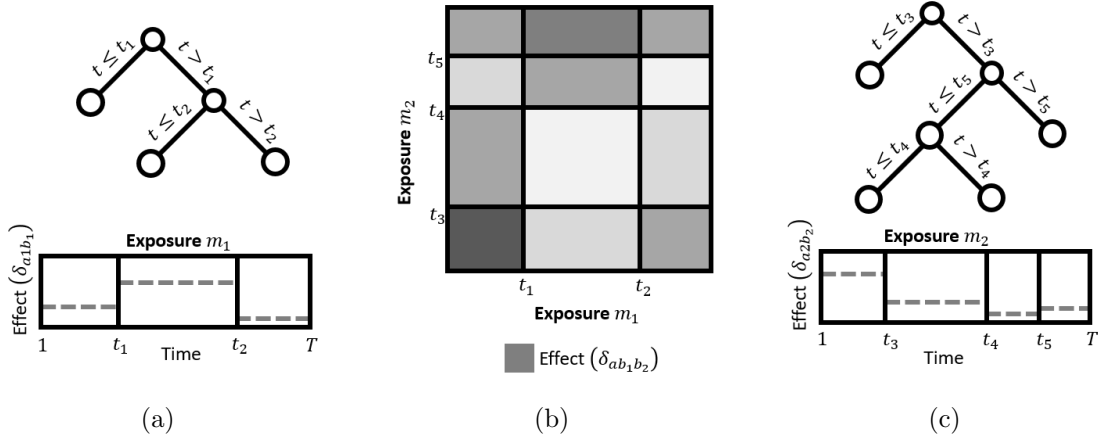 t ≤ t₁
t > t₁
t ≤ t₂
t > t₂
Exposure m₁
Effect (δₐ₁b₁)
1
t₁
Time
t₂
T
(a)
t₅
t₄
t₃
Exposure m₂
t₁
t₂
Exposure m₁
Effect (δₐb₁b₂)
(b)
t ≤ t₃
t > t₃
t ≤ t₅
t > t₅
t ≤ t₄
t > t₄
Exposure m₂
Effect (δₐ₂b₂)
1
t₃
t₄
t₅
T
Time
(c)